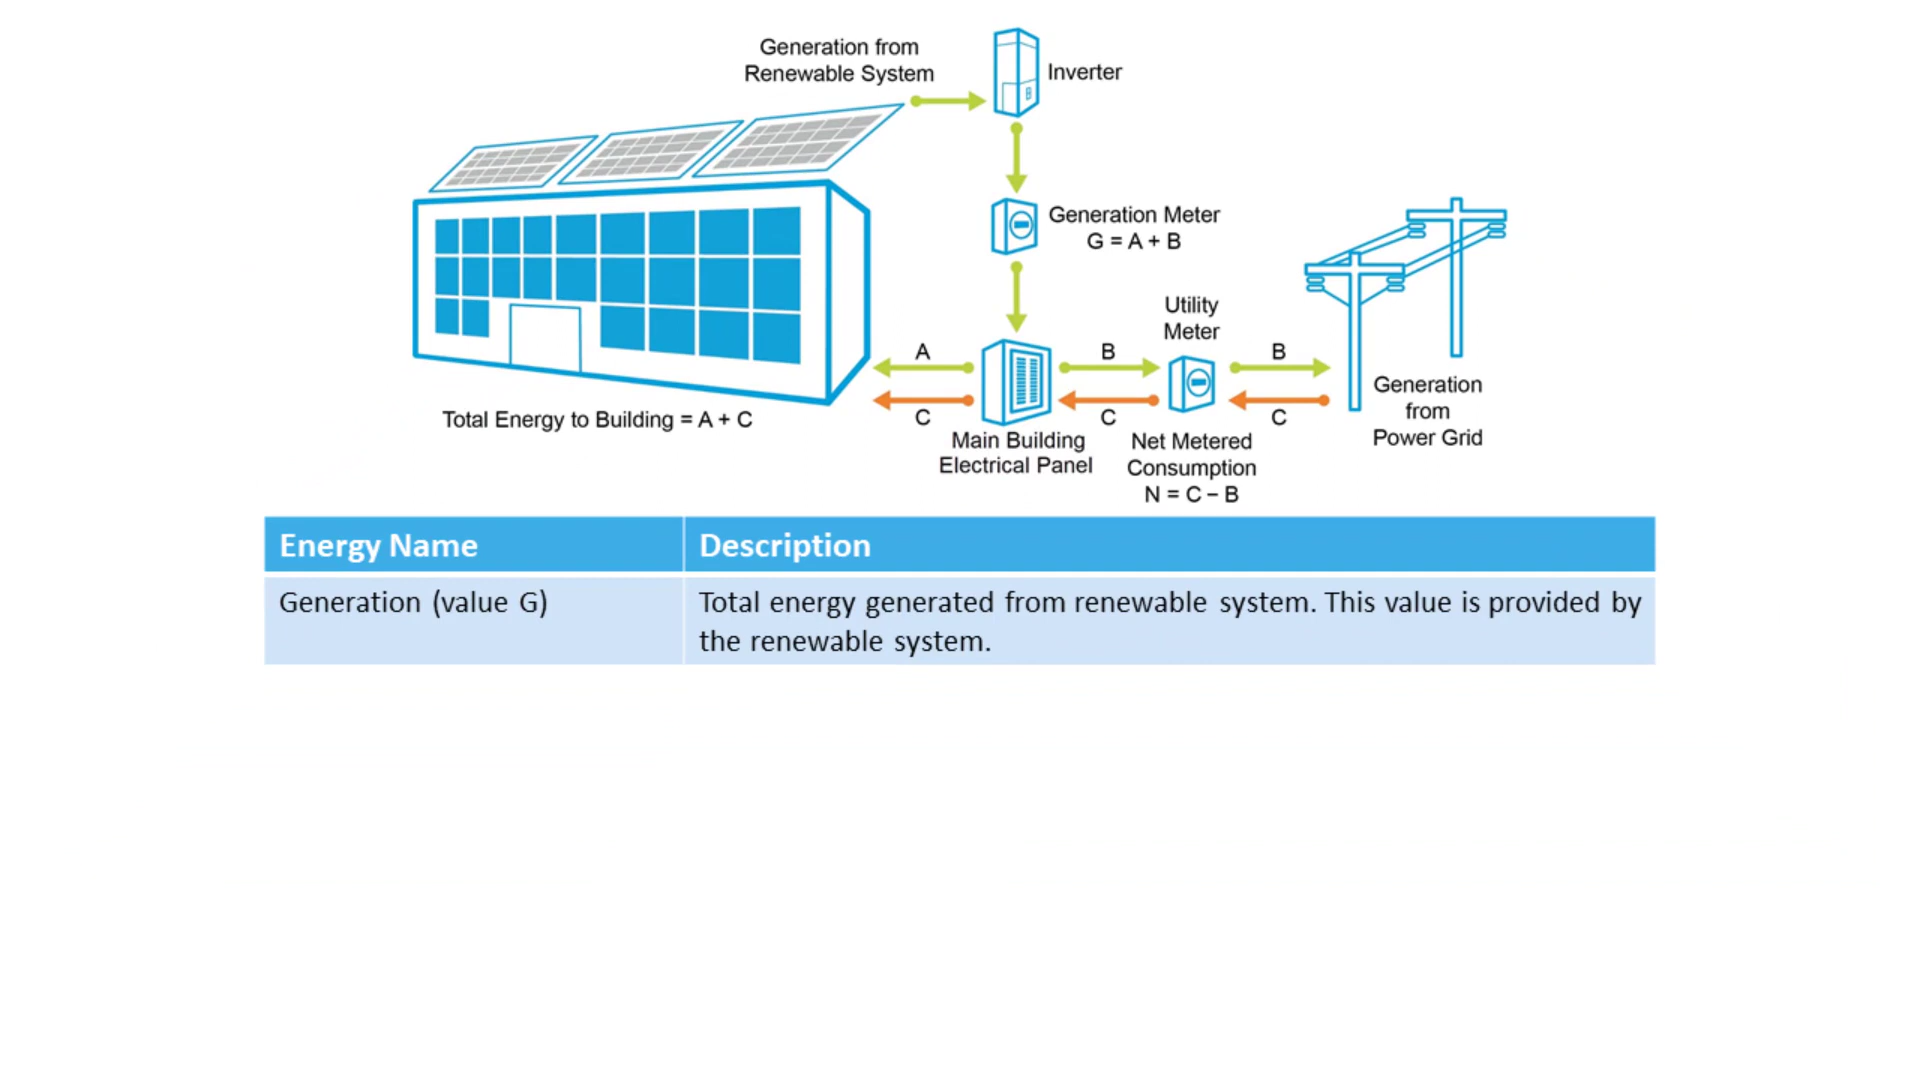 Generation from
Renewable System
Inverter
Generation Meter
G = A + B
Utility
Meter
A
B
B
C
C
C
Generation
from
Power Grid
Total Energy to Building = A + C
Main Building
Electrical Panel
Net Metered
Consumption
N = C – B
Energy Name
Description
Generation (value G)
Total energy generated from renewable system. This value is provided by
the renewable system.